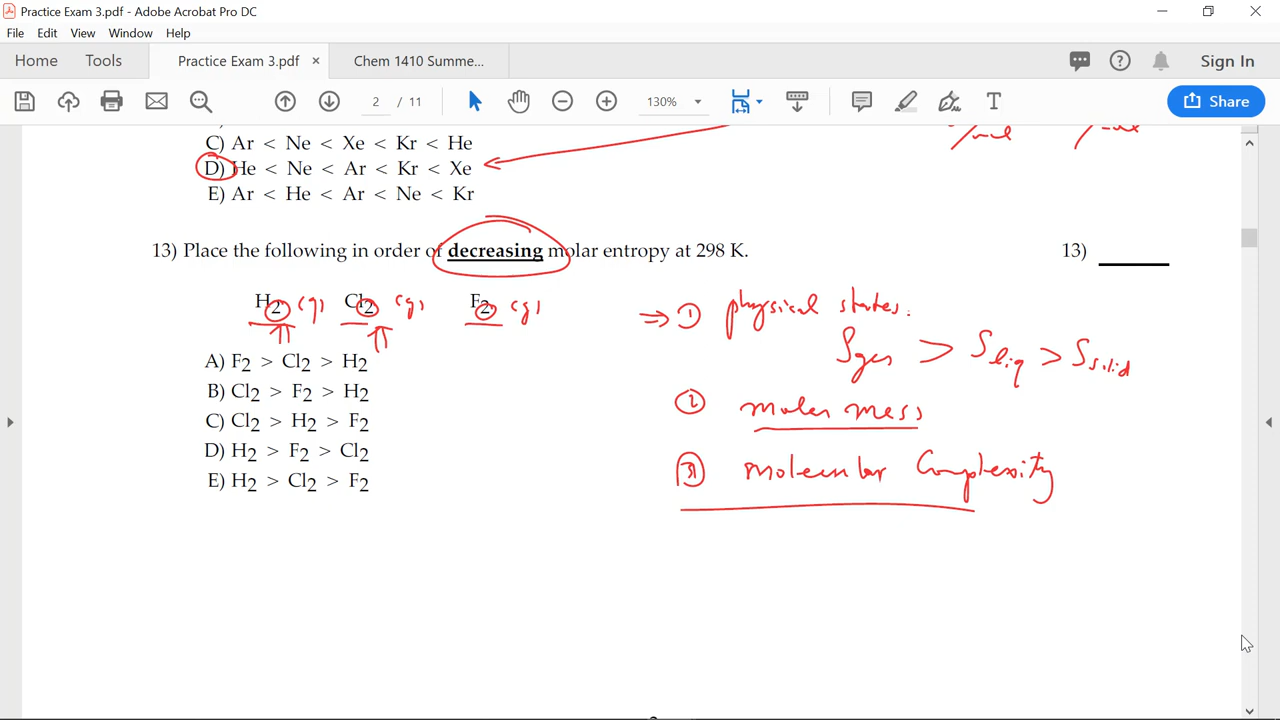 Practice Exam 3.pdf - Adobe Acrobat Pro DC
File Edit View Window Help
Home Tools Practice Exam 3.pdf × Chem 1410 Summe... Sign In
2 / 11 130% Share
C) Ar < Ne < Xe < Kr < He
D) He < Ne < Ar < Kr < Xe
E) Ar < He < Ar < Ne < Kr
13) Place the following in order of decreasing molar entropy at 298 K. 13)
H2 (g) Cl2 (g) F2 (g)
⇒ ① physical states.
Sgas > Sliq > Ssolid
A) F2 > Cl2 > H2
B) Cl2 > F2 > H2
② molar mass
C) Cl2 > H2 > F2
D) H2 > F2 > Cl2
③ molecular Complexity
E) H2 > Cl2 > F2